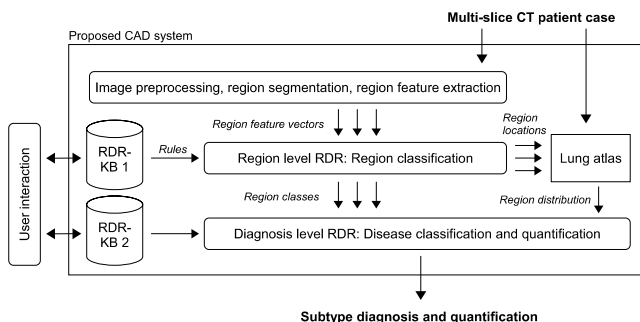 Multi-slice CT patient case
Proposed CAD system
Image preprocessing, region segmentation, region feature extraction
Region feature vectors
Region
locations
User interaction
RDR-
KB 1
Rules
Region level RDR: Region classification
Lung atlas
Region classes
Region distribution
RDR-
KB 2
Diagnosis level RDR: Disease classification and quantification
Subtype diagnosis and quantification